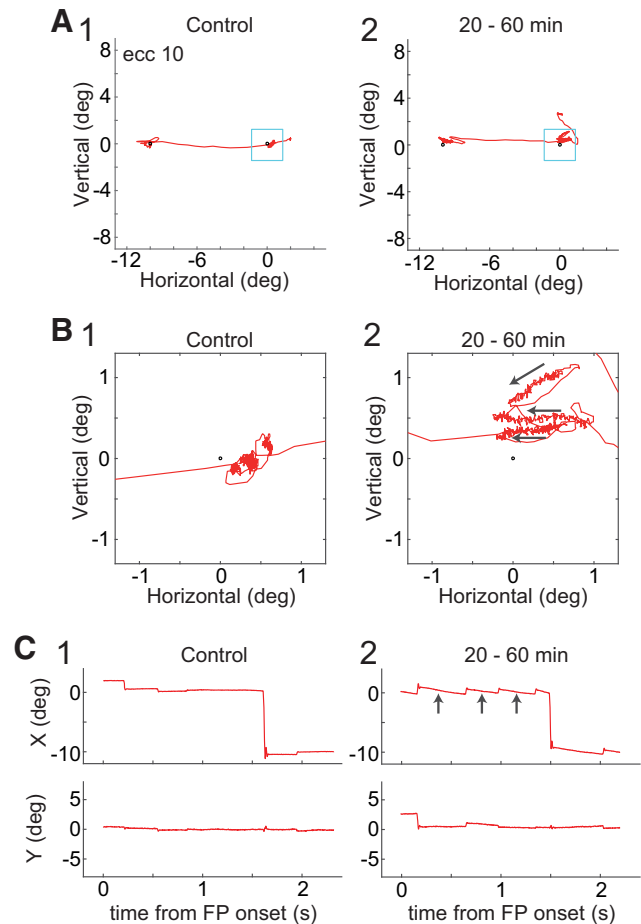 A 1 Control 2 20 - 60 min
ecc 10
Vertical (deg)
8
4
0
-4
-8
-12 -6 0
Horizontal (deg)
Vertical (deg)
8
4
0
-4
-8
-12 -6 0
Horizontal (deg)
B 1 Control 2 20 - 60 min
Vertical (deg)
1
0
-1
-1 0 1
Horizontal (deg)
Vertical (deg)
1
0
-1
-1 0 1
Horizontal (deg)
C 1 Control 2 20 - 60 min
X (deg)
0
-10
0
-10
Y (deg)
5
0
-5
5
0
-5
0 1 2
time from FP onset (s)
0 1 2
time from FP onset (s)